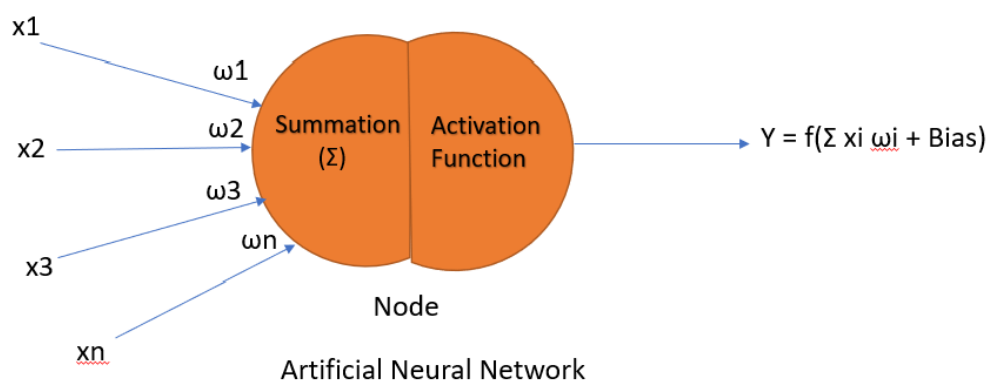 x1
ω1
x2
ω2
ω3
x3
ωn
xn
Summation
(Σ)
Activation
Function
Y = f(Σ xi ωi + Bias)
Node
Artificial Neural Network